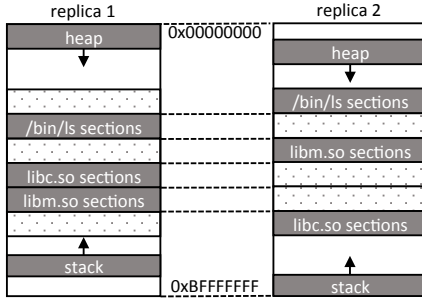 replica 1
heap
/bin/ls sections
libc.so sections
libm.so sections
stack
0x00000000
0xBFFFFFFF
replica 2
heap
/bin/ls sections
libm.so sections
libc.so sections
stack